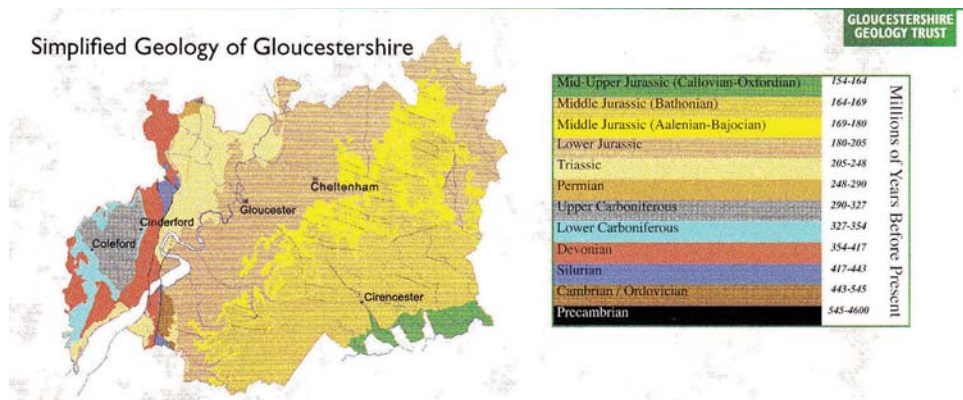 GLOUCESTERSHIRE
GEOLOGY TRUST
Simplified Geology of Gloucestershire
Cheltenham
Gloucester
Cinderford
Coleford
Cirencester
Mid-Upper Jurassic (Callovian-Oxfordian) 154-164
Middle Jurassic (Bathonian) 164-169
Middle Jurassic (Aalenian-Bajocian) 169-180
Lower Jurassic 180-205
Triassic 205-248
Permian 248-290
Upper Carboniferous 290-327
Lower Carboniferous 327-354
Devonian 354-417
Silurian 417-443
Cambrian / Ordovician 443-545
Precambrian 545-4600
Millions of Years Before Present